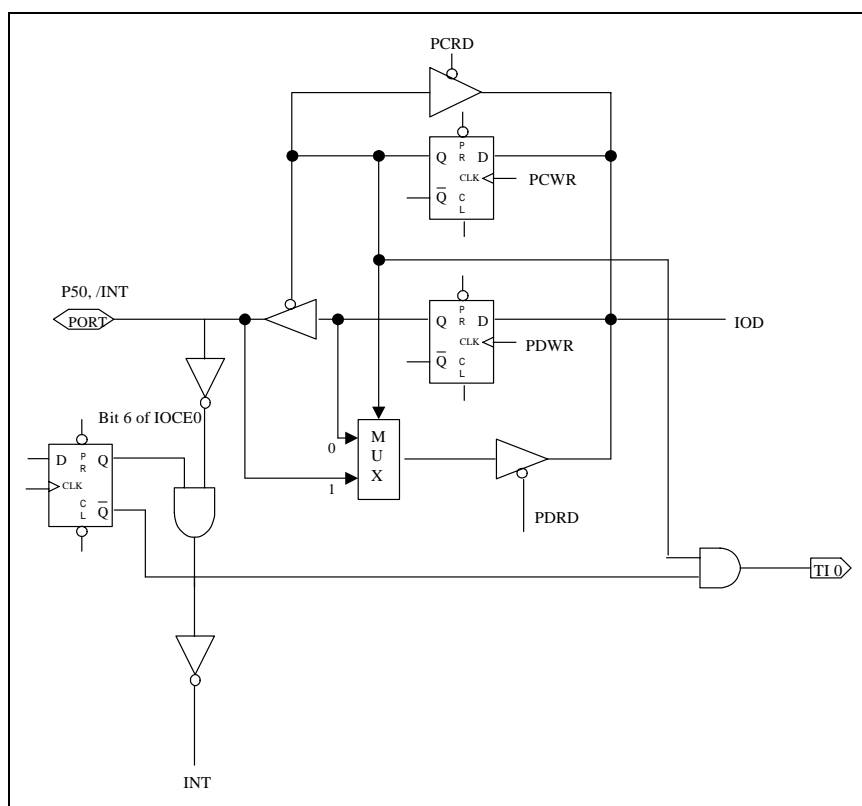 PCRD
P
R
Q
D
CLK
PCWR
Q
C
L
P50, /INT
PORT
P
R
Q
D
IOD
CLK
PDWR
Q
C
L
Bit 6 of IOCE0
0
M
U
X
1
PDRD
D
P
R
Q
CLK
C
L
Q
TI 0
INT